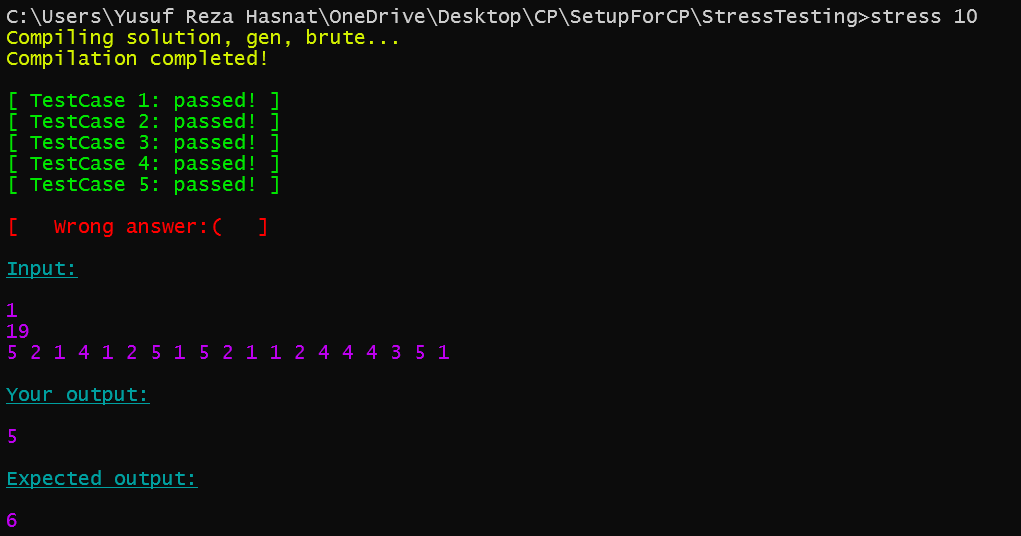 C:\Users\Yusuf Reza Hasnat\OneDrive\Desktop\CP\SetupForCP\StressTesting>stress 10
Compiling solution, gen, brute...
Compilation completed!
[ TestCase 1: passed! ]
[ TestCase 2: passed! ]
[ TestCase 3: passed! ]
[ TestCase 4: passed! ]
[ TestCase 5: passed! ]
[   Wrong answer:(   ]
Input:
1
19
5 2 1 4 1 2 5 1 5 2 1 1 2 4 4 4 3 5 1
Your output:
5
Expected output:
6